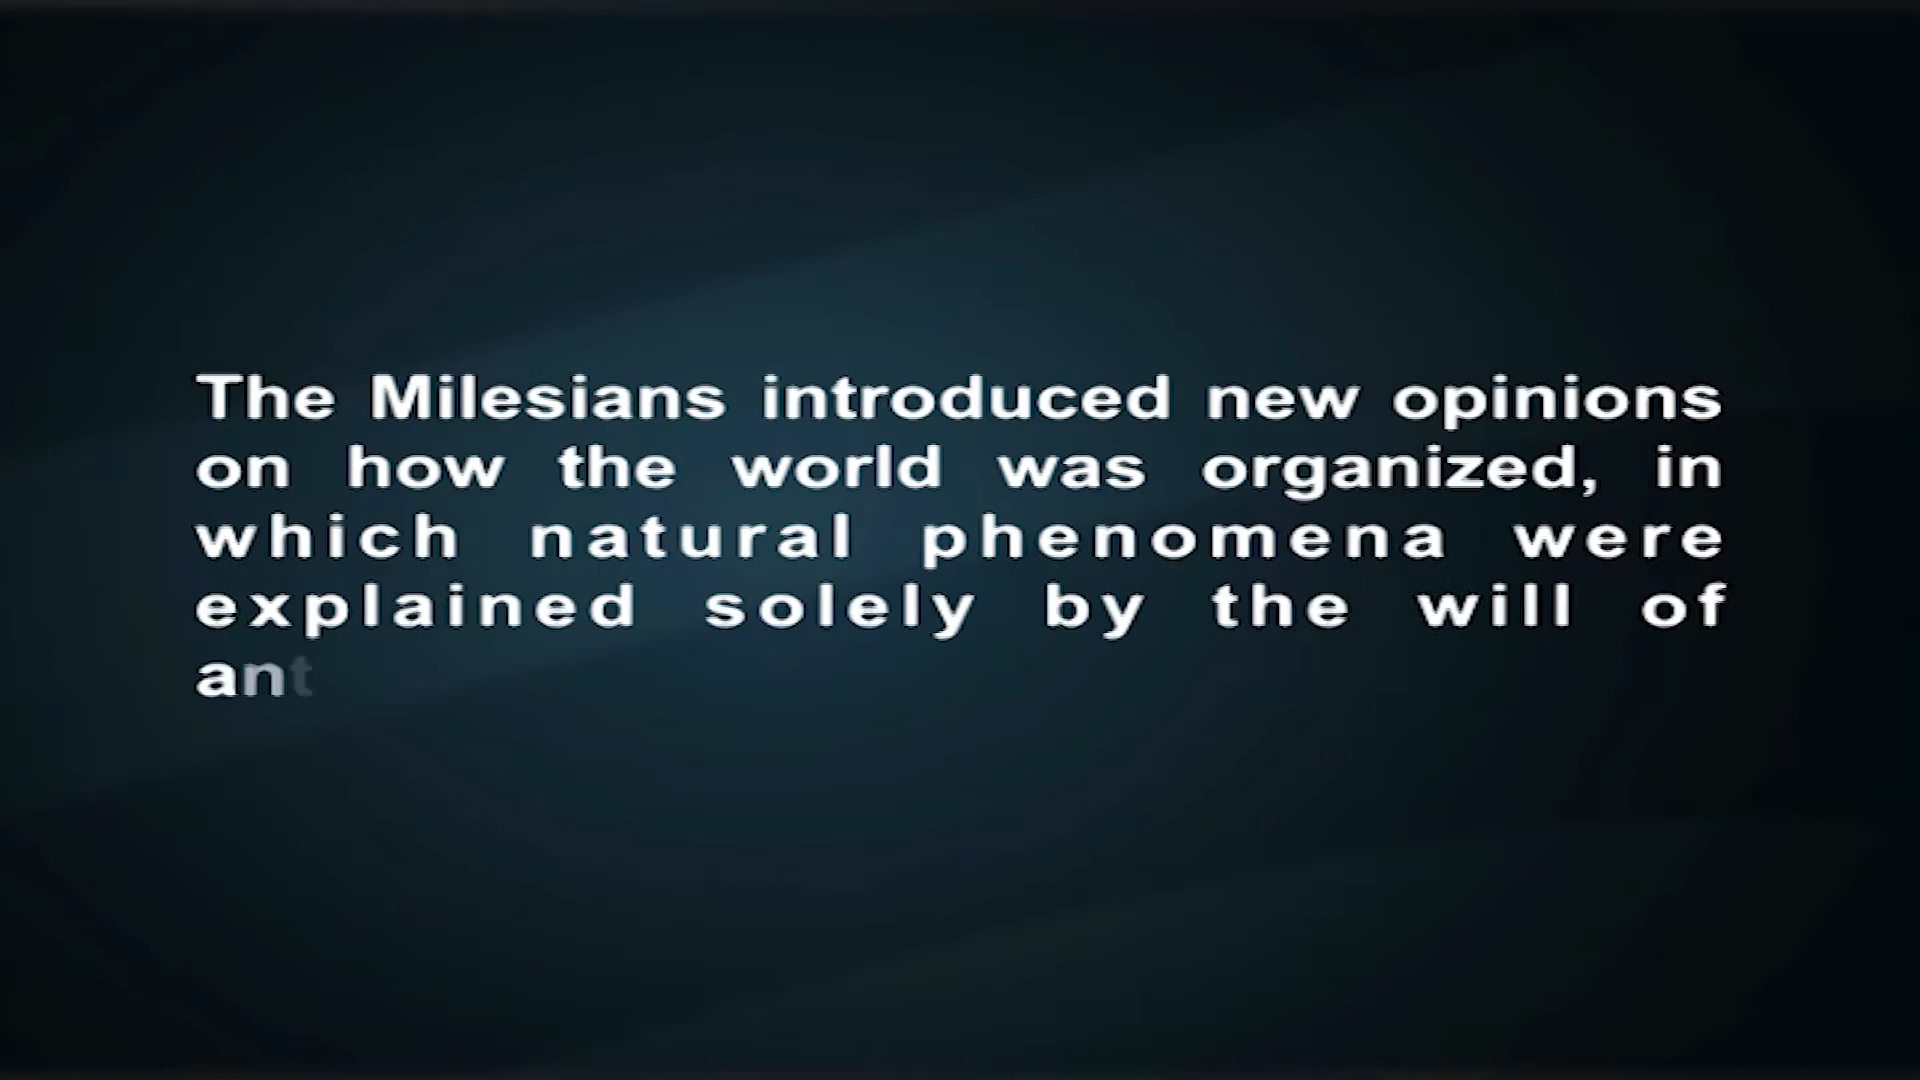 The Milesians introduced new opinions
on how the world was organized, in
which natural phenomena were
explained solely by the will of
ant